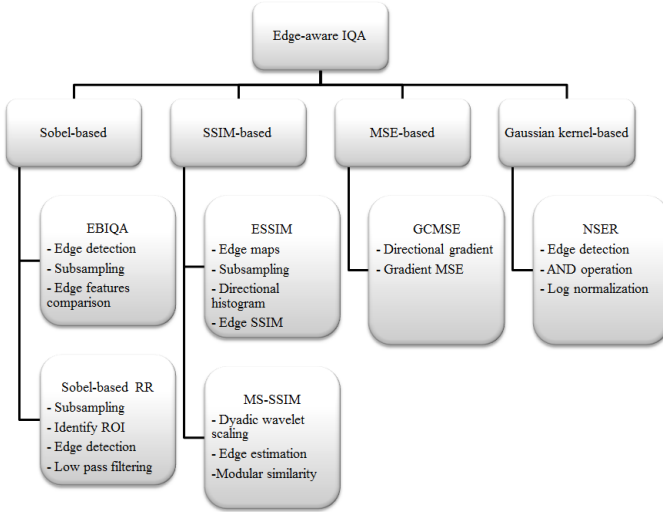 Edge-aware IQA
Sobel-based
SSIM-based
MSE-based
Gaussian kernel-based
EBIQA
- Edge detection
- Subsampling
- Edge features
comparison
ESSIM
- Edge maps
- Subsampling
- Directional
histogram
- Edge SSIM
GCMSE
- Directional gradient
- Gradient MSE
NSER
- Edge detection
- AND operation
- Log normalization
Sobel-based RR
- Subsampling
- Identify ROI
- Edge detection
- Low pass filtering
MS-SSIM
- Dyadic wavelet
scaling
- Edge estimation
-Modular similarity